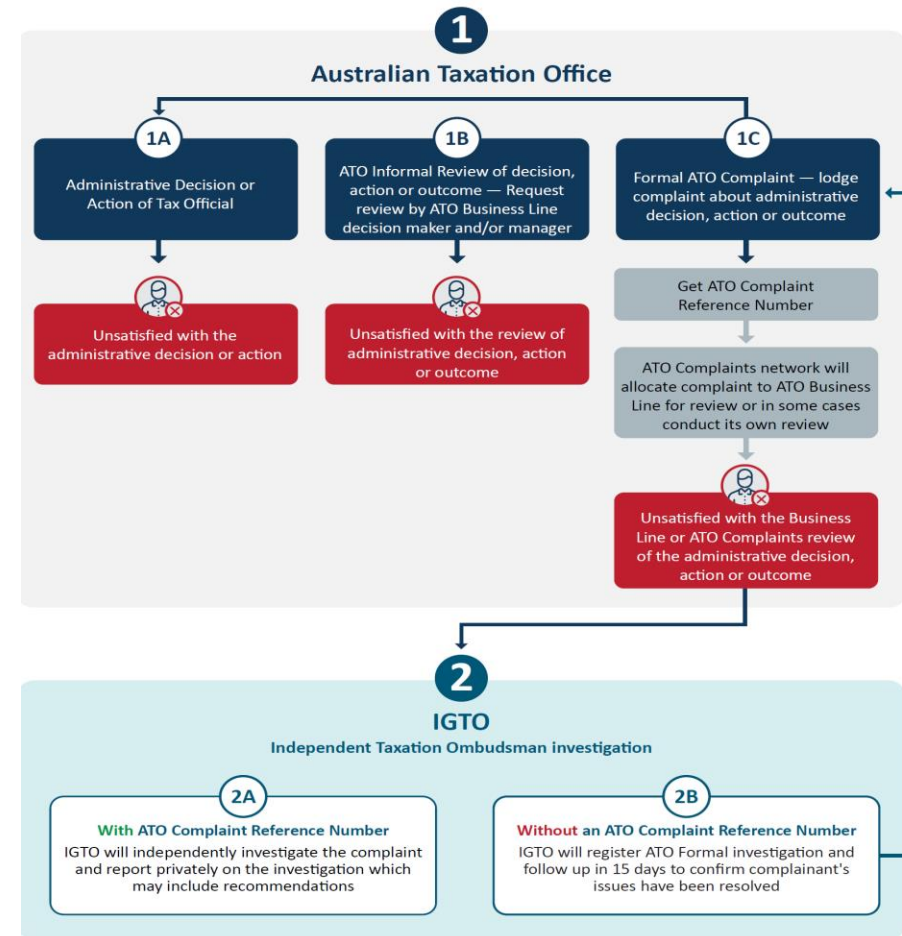 1
Australian Taxation Office
1A
Administrative Decision or
Action of Tax Official
Unsatisfied with the
administrative decision or action
1B
ATO Informal Review of decision,
action or outcome — Request
review by ATO Business Line
decision maker and/or manager
Unsatisfied with the review of
administrative decision, action
or outcome
1C
Formal ATO Complaint — lodge
complaint about administrative
decision, action or outcome
Get ATO Complaint
Reference Number
ATO Complaints network will
allocate complaint to ATO Business
Line for review or in some cases
conduct its own review
Unsatisfied with the Business
Line or ATO Complaints review
of the administrative decision,
action or outcome
2
IGTO
Independent Taxation Ombudsman investigation
2A
With ATO Complaint Reference Number
IGTO will independently investigate the complaint
and report privately on the investigation which
may include recommendations
2B
Without an ATO Complaint Reference Number
IGTO will register ATO Formal investigation and
follow up in 15 days to confirm complainant's
issues have been resolved